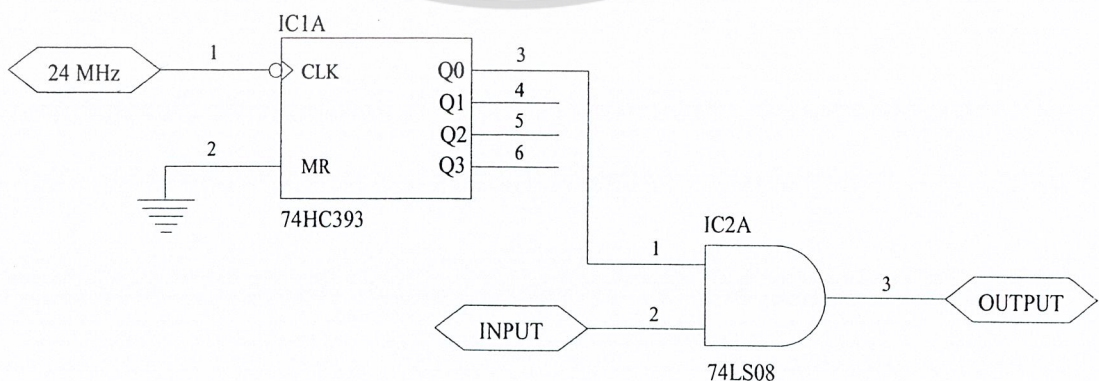 IC1A
24 MHz
1
CLK
Q0
3
Q1
4
Q2
5
2
MR
Q3
6
74HC393
IC2A
1
INPUT
2
3
OUTPUT
74LS08